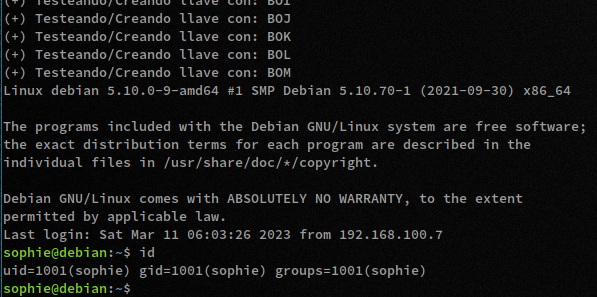 (+) Testeando/Creando llave con: BOI
(+) Testeando/Creando llave con: BOJ
(+) Testeando/Creando llave con: BOK
(+) Testeando/Creando llave con: BOL
(+) Testeando/Creando llave con: BOM
Linux debian 5.10.0-9-amd64 #1 SMP Debian 5.10.70-1 (2021-09-30) x86_64
The programs included with the Debian GNU/Linux system are free software;
the exact distribution terms for each program are described in the
individual files in /usr/share/doc/*/copyright.
Debian GNU/Linux comes with ABSOLUTELY NO WARRANTY, to the extent
permitted by applicable law.
Last login: Sat Mar 11 06:03:26 2023 from 192.168.100.7
sophie@debian:~$ id
uid=1001(sophie) gid=1001(sophie) groups=1001(sophie)
sophie@debian:~$